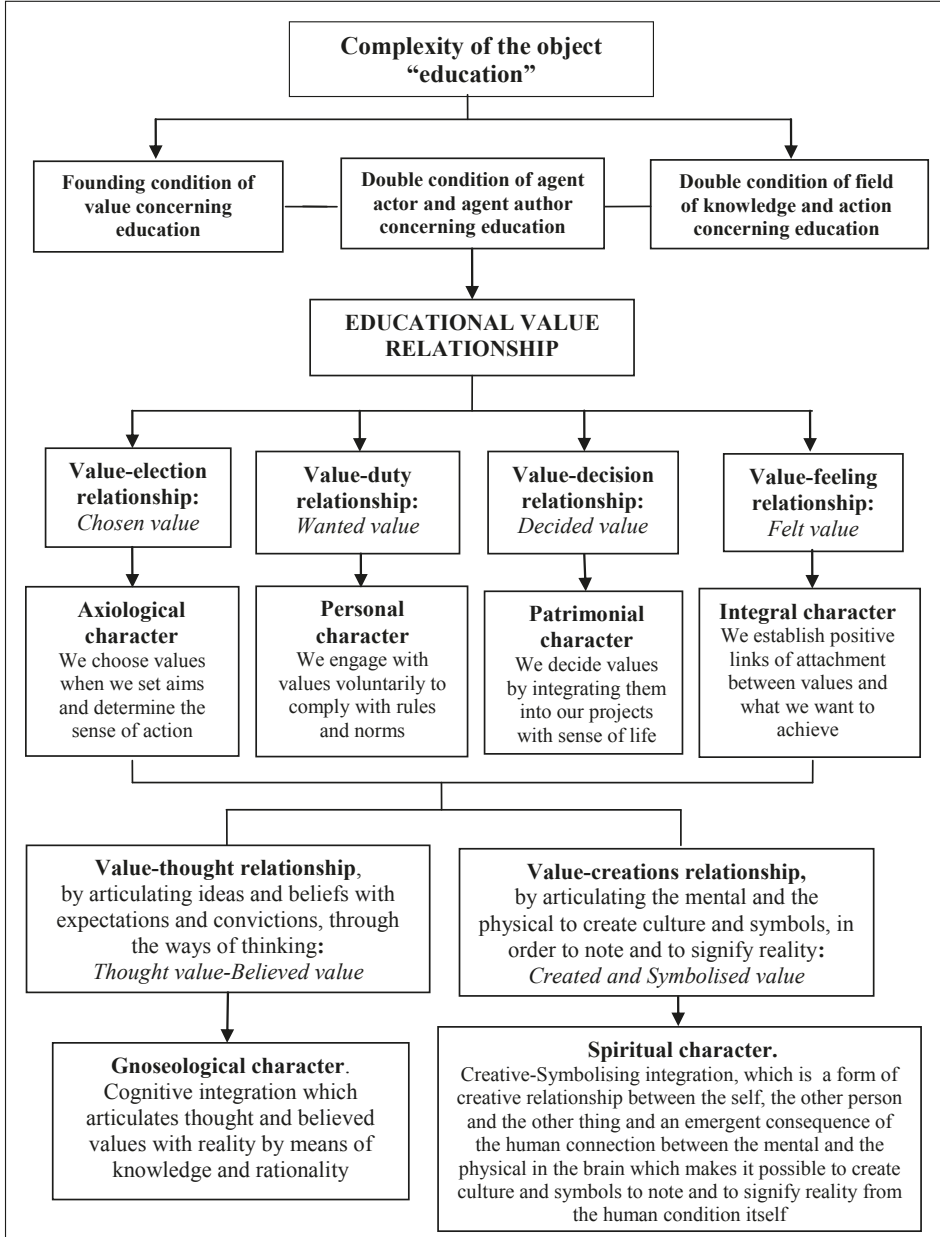 Complexity of the object
“education”
Founding condition of
value concerning
education
Double condition of agent
actor and agent author
concerning education
Double condition of field
of knowledge and action
concerning education
EDUCATIONAL VALUE
RELATIONSHIP
Value-election
relationship:
Chosen value
Value-duty
relationship:
Wanted value
Value-decision
relationship:
Decided value
Value-feeling
relationship:
Felt value
Axiological
character
We choose values
when we set aims
and determine the
sense of action
Personal
character
We engage with
values voluntarily to
comply with rules
and norms
Patrimonial
character
We decide values
by integrating them
into our projects
with sense of life
Integral character
We establish positive
links of attachment
between values and
what we want to
achieve
Value-thought relationship,
by articulating ideas and beliefs with
expectations and convictions, through
the ways of thinking:
Thought value-Believed value
Value-creations relationship,
by articulating the mental and the
physical to create culture and symbols, in
order to note and to signify reality:
Created and Symbolised value
Gnoseological character.
Cognitive integration which
articulates thought and believed
values with reality by means of
knowledge and rationality
Spiritual character.
Creative-Symbolising integration, which is a form of
creative relationship between the self, the other person
and the other thing and an emergent consequence of
the human connection between the mental and the
physical in the brain which makes it possible to create
culture and symbols to note and to signify reality from
the human condition itself